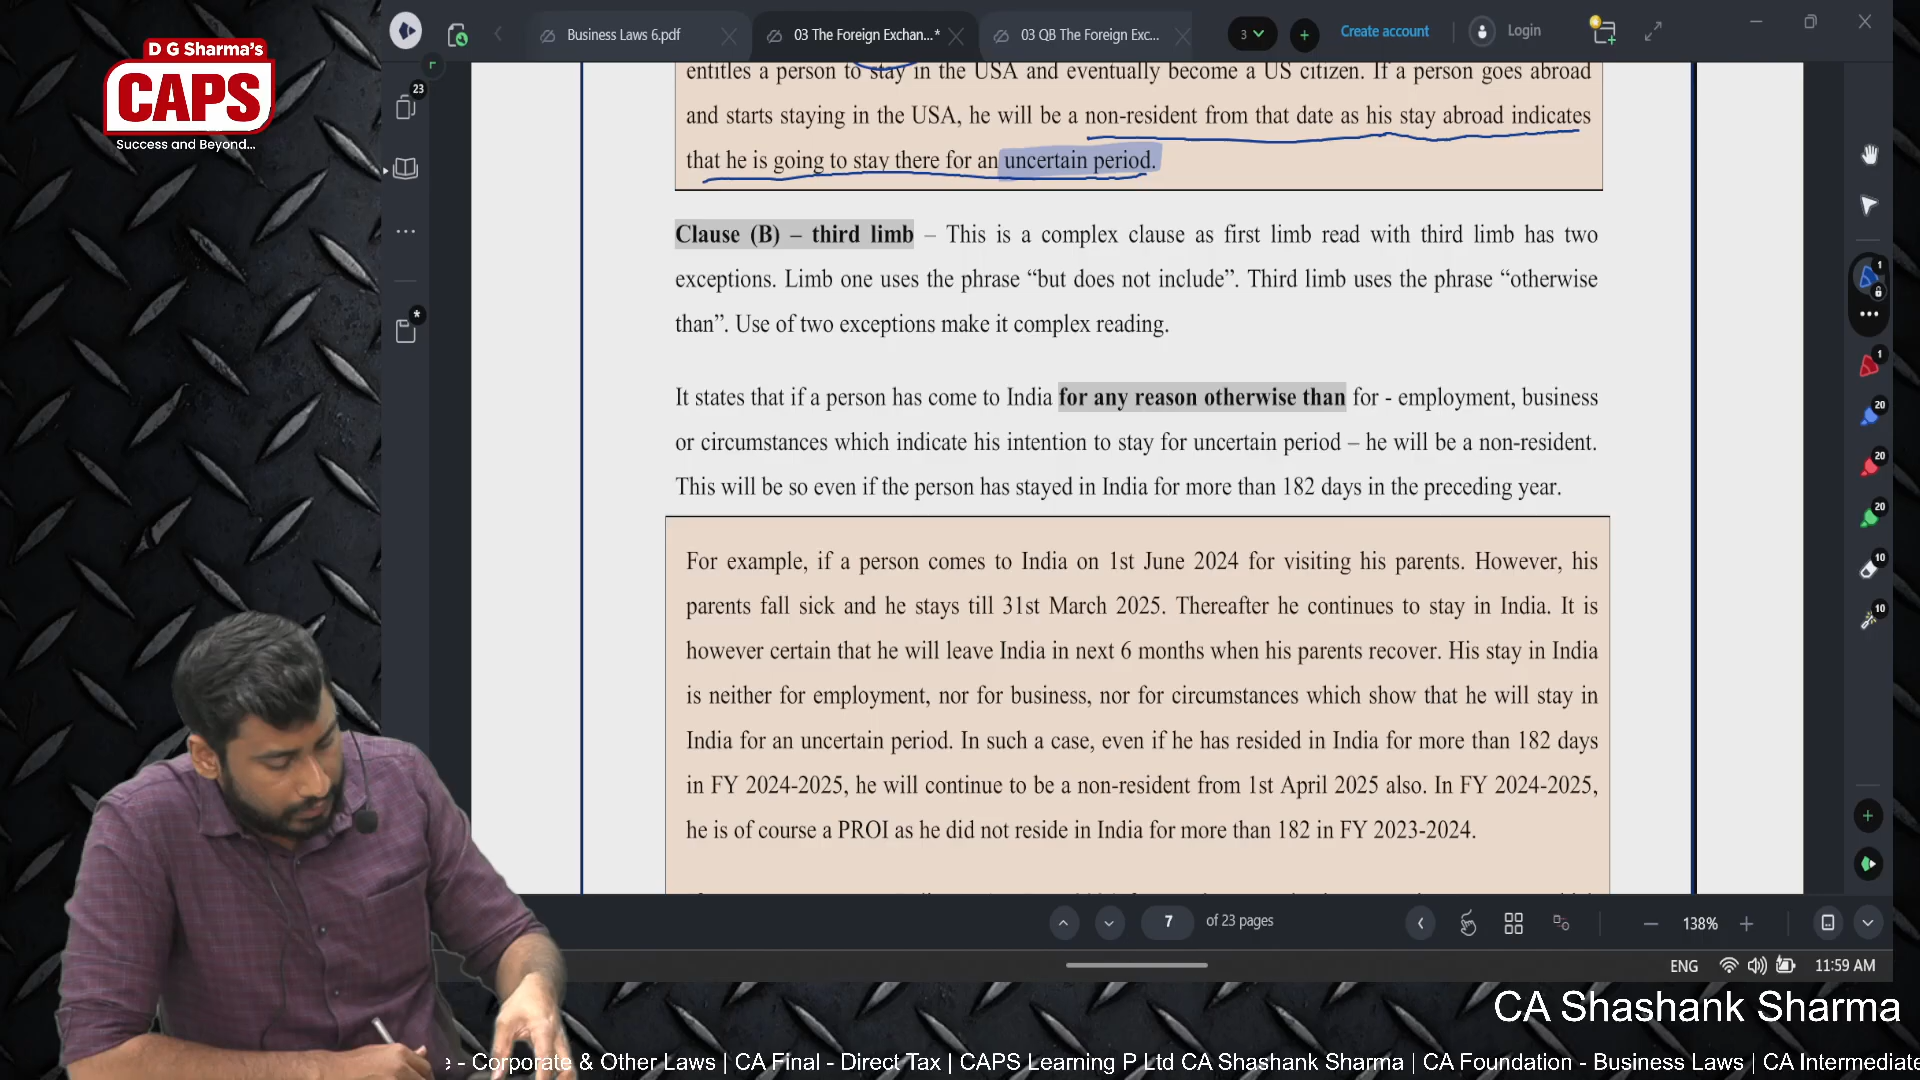 D G Sharma's
CAPS
Success and Beyond...
Business Laws 6.pdf
03 The Foreign Exchan...*
03 QB The Foreign Exc...
3
Create account
Login
23
entitles a person to stay in the USA and eventually become a US citizen. If a person goes abroad
and starts staying in the USA, he will be a non-resident from that date as his stay abroad indicates
that he is going to stay there for an uncertain period.
Clause (B) – third limb – This is a complex clause as first limb read with third limb has two
exceptions. Limb one uses the phrase “but does not include”. Third limb uses the phrase “otherwise
than”. Use of two exceptions make it complex reading.
It states that if a person has come to India for any reason otherwise than for - employment, business
or circumstances which indicate his intention to stay for uncertain period – he will be a non-resident.
This will be so even if the person has stayed in India for more than 182 days in the preceding year.
For example, if a person comes to India on 1st June 2024 for visiting his parents. However, his
parents fall sick and he stays till 31st March 2025. Thereafter he continues to stay in India. It is
however certain that he will leave India in next 6 months when his parents recover. His stay in India
is neither for employment, nor for business, nor for circumstances which show that he will stay in
India for an uncertain period. In such a case, even if he has resided in India for more than 182 days
in FY 2024-2025, he will continue to be a non-resident from 1st April 2025 also. In FY 2024-2025,
he is of course a PROI as he did not reside in India for more than 182 in FY 2023-2024.
1
1
20
20
20
10
10
7 of 23 pages
138%
ENG
11:59 AM
CA Shashank Sharma
- Corporate & Other Laws | CA Final - Direct Tax | CAPS Learning P Ltd CA Shashank Sharma | CA Foundation - Business Laws | CA Intermediate